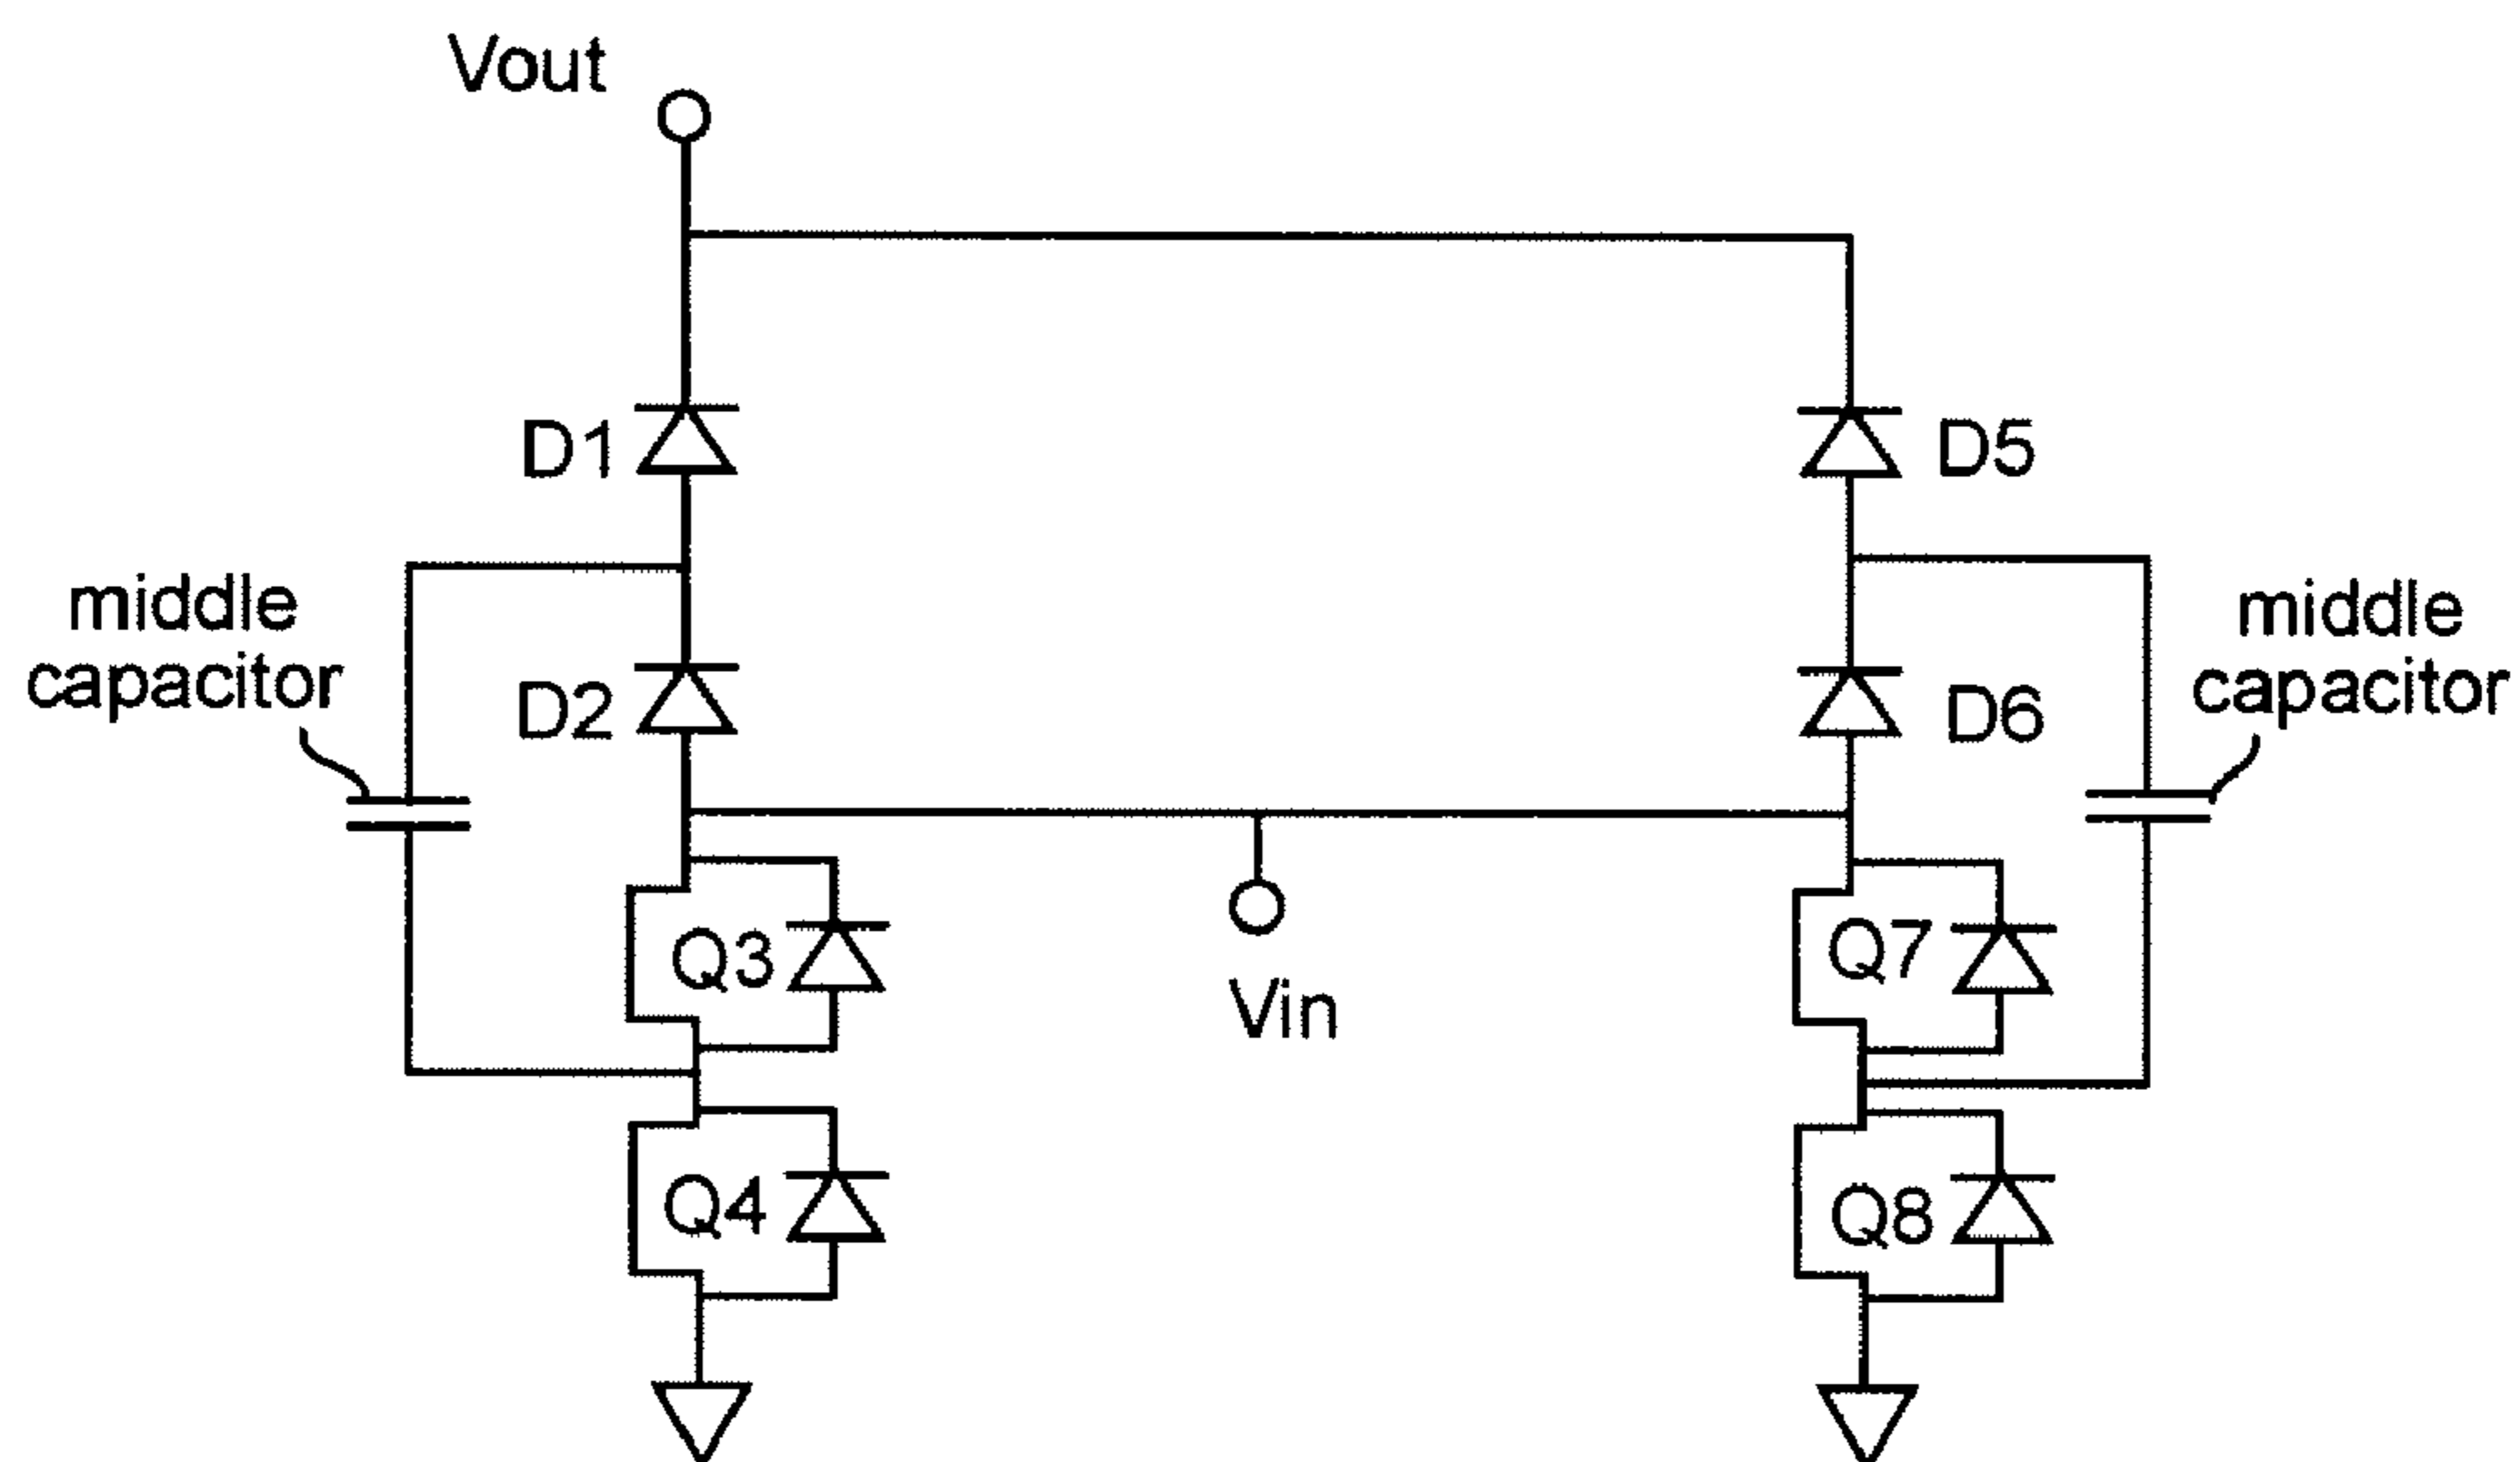 Vout
D1
D5
middle
capacitor
middle
capacitor
D2
D6
Q3
Q7
Vin
Q4
Q8